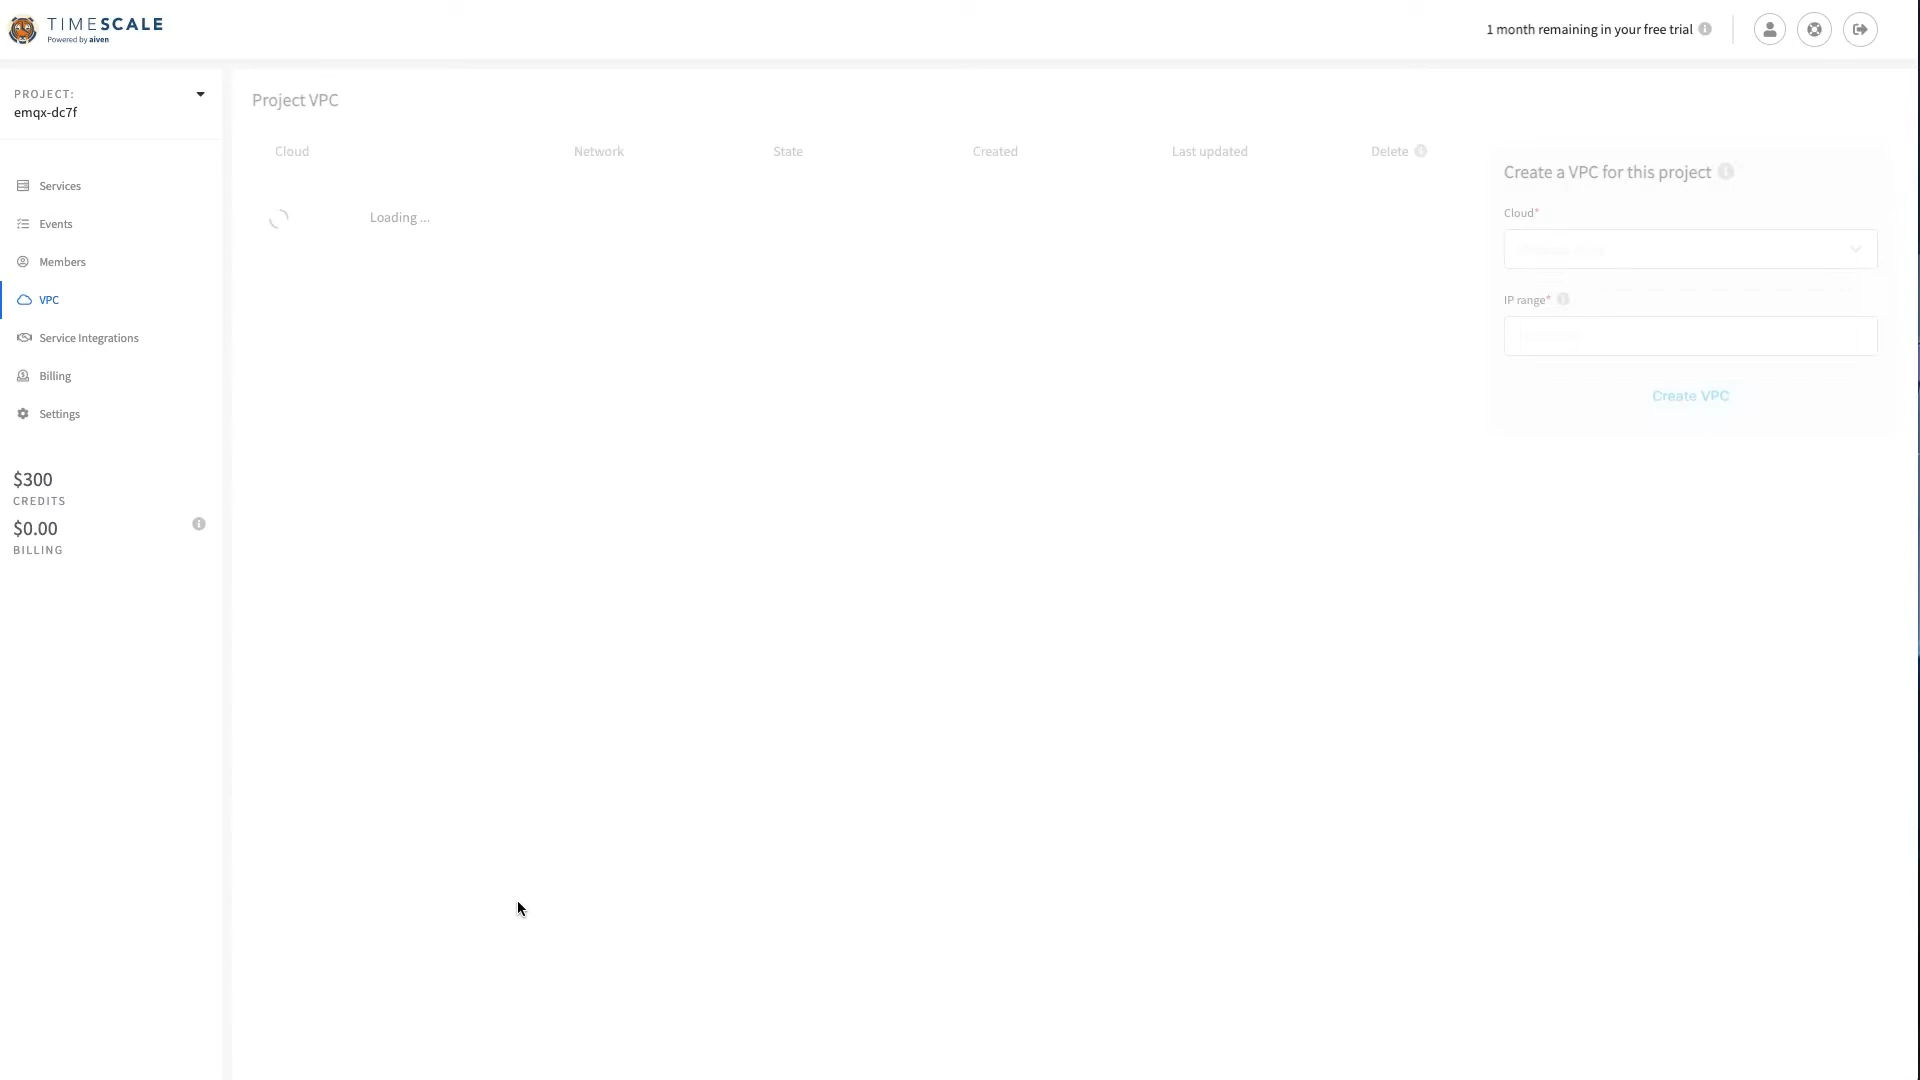 TIMESCALE
Powered by aiven
1 month remaining in your free trial
PROJECT:
emqx-dc7f
Services
Events
Members
VPC
Service Integrations
Billing
Settings
$300
CREDITS
$0.00
BILLING
Project VPC
Cloud
Network
State
Created
Last updated
Delete
Loading ...
Create a VPC for this project
Cloud*
IP range*
Create VPC